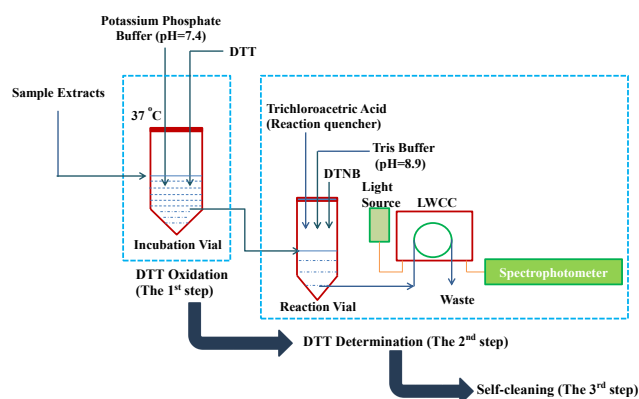 Potassium Phosphate
Buffer (pH=7.4)
DTT
Sample Extracts
37 °C
Incubation Vial
DTT Oxidation
(The 1st step)
Trichloroacetric Acid
(Reaction quencher)
Tris Buffer
(pH=8.9)
DTNB
Light
Source
LWCC
Spectrophotometer
Waste
Reaction Vial
DTT Determination (The 2nd step)
Self-cleaning (The 3rd step)